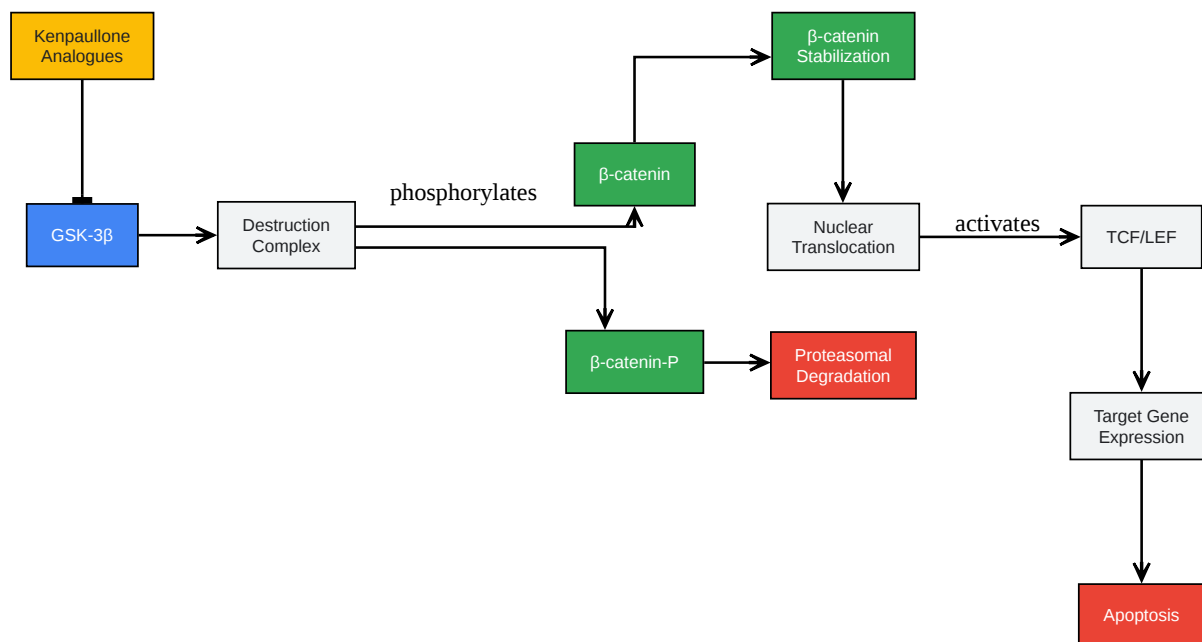 Kenpaullone
Analogues
β-catenin
Stabilization
β-catenin
phosphorylates
GSK-3β
Destruction
Complex
Nuclear
Translocation
activates
TCF/LEF
β-catenin-P
Proteasomal
Degradation
Target Gene
Expression
Apoptosis